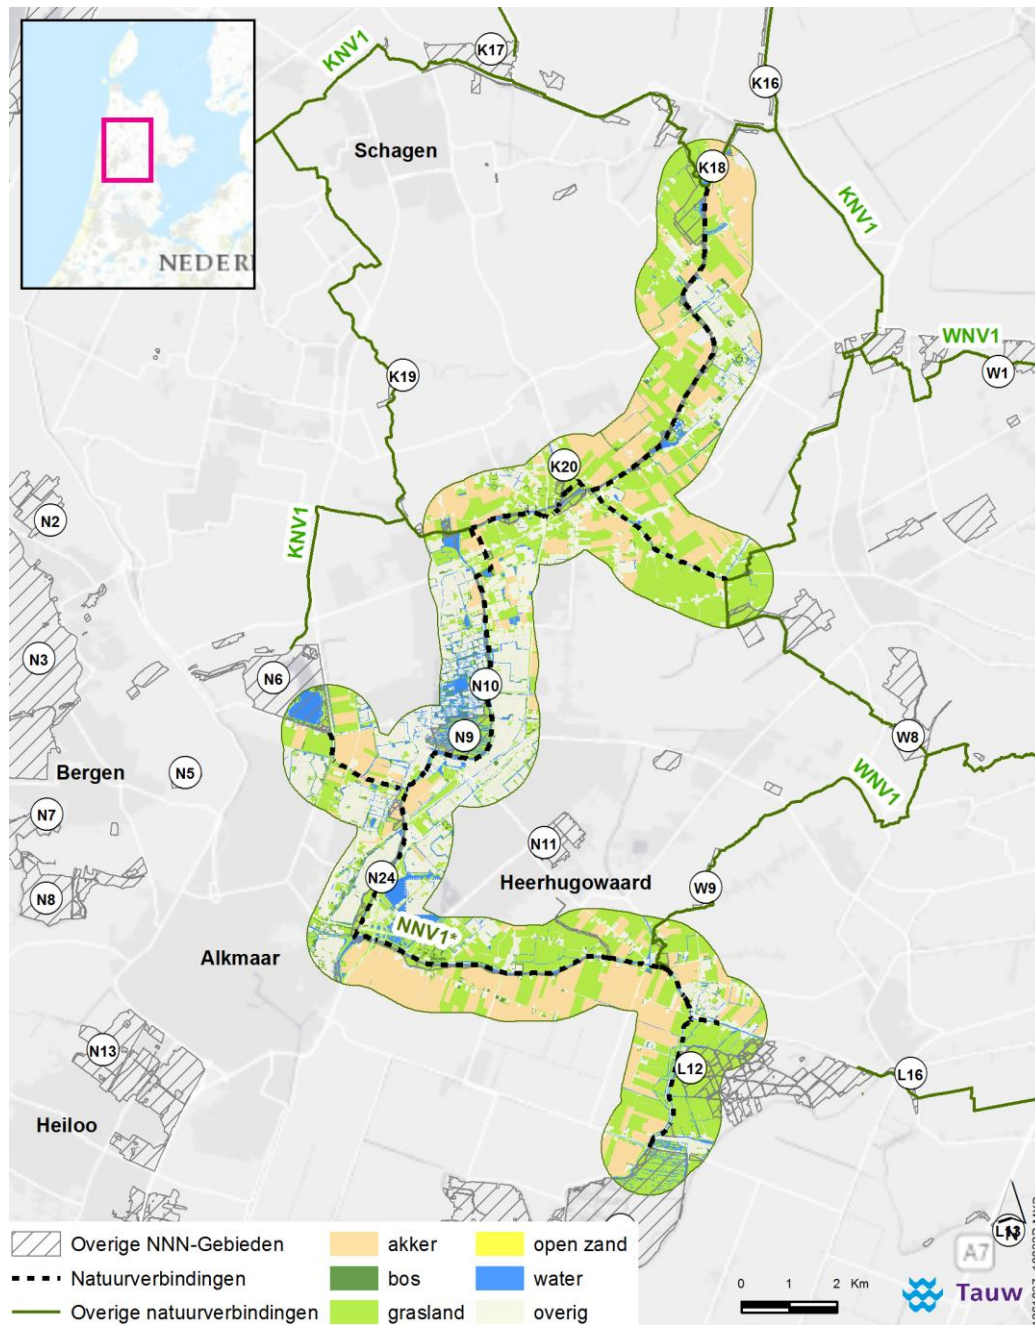 NEDERI
Schagen
KNV1
K17
K16
K18
KNV1
WNV1
W1
K19
K20
KNV1
N2
N3
N6
N10
N9
Bergen
N5
N7
N8
W8
WNV1
N11
Heerhugowaard
W9
N24
NNV1*
Alkmaar
N13
Heiloo
L12
L16
L13
N
A7
Overige NNN-Gebieden
Natuurverbindingen
Overige natuurverbindingen
akker
bos
grasland
open zand
water
overig
0 1 2 Km
Tauw